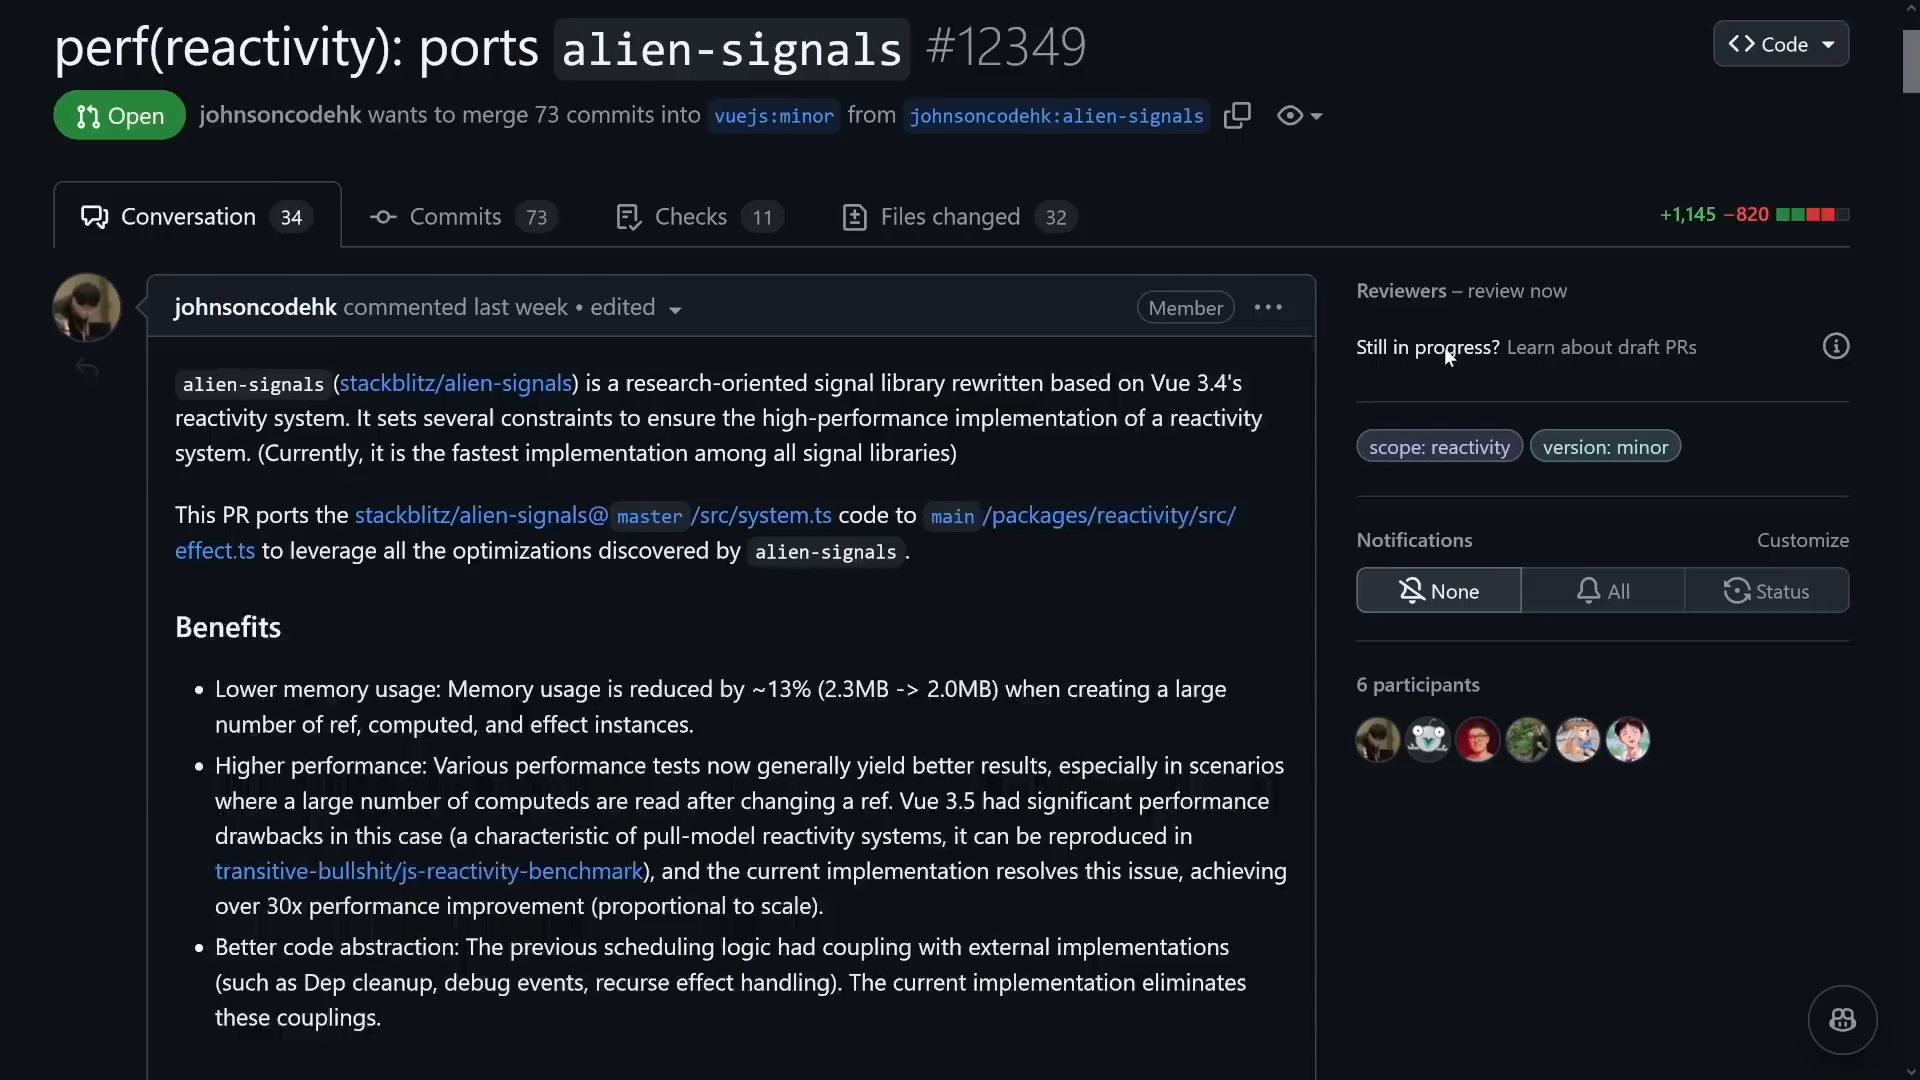 perf(reactivity): ports alien-signals #12349
Code
Open
johnsoncodehk wants to merge 73 commits into vuejs:minor from johnsoncodehk:alien-signals
Conversation 34
Commits 73
Checks 11
Files changed 32
+1,145 −820
johnsoncodehk commented last week • edited
Member
alien-signals (stackblitz/alien-signals) is a research-oriented signal library rewritten based on Vue 3.4's
reactivity system. It sets several constraints to ensure the high-performance implementation of a reactivity
system. (Currently, it is the fastest implementation among all signal libraries)
This PR ports the stackblitz/alien-signals@ master /src/system.ts code to main /packages/reactivity/src/
effect.ts to leverage all the optimizations discovered by alien-signals .
Benefits
• Lower memory usage: Memory usage is reduced by ~13% (2.3MB -> 2.0MB) when creating a large
number of ref, computed, and effect instances.
• Higher performance: Various performance tests now generally yield better results, especially in scenarios
where a large number of computeds are read after changing a ref. Vue 3.5 had significant performance
drawbacks in this case (a characteristic of pull-model reactivity systems, it can be reproduced in
transitive-bullshit/js-reactivity-benchmark), and the current implementation resolves this issue, achieving
over 30x performance improvement (proportional to scale).
• Better code abstraction: The previous scheduling logic had coupling with external implementations
(such as Dep cleanup, debug events, recurse effect handling). The current implementation eliminates
these couplings.
Reviewers – review now
Still in progress? Learn about draft PRs
scope: reactivity
version: minor
Notifications
Customize
None
All
Status
6 participants